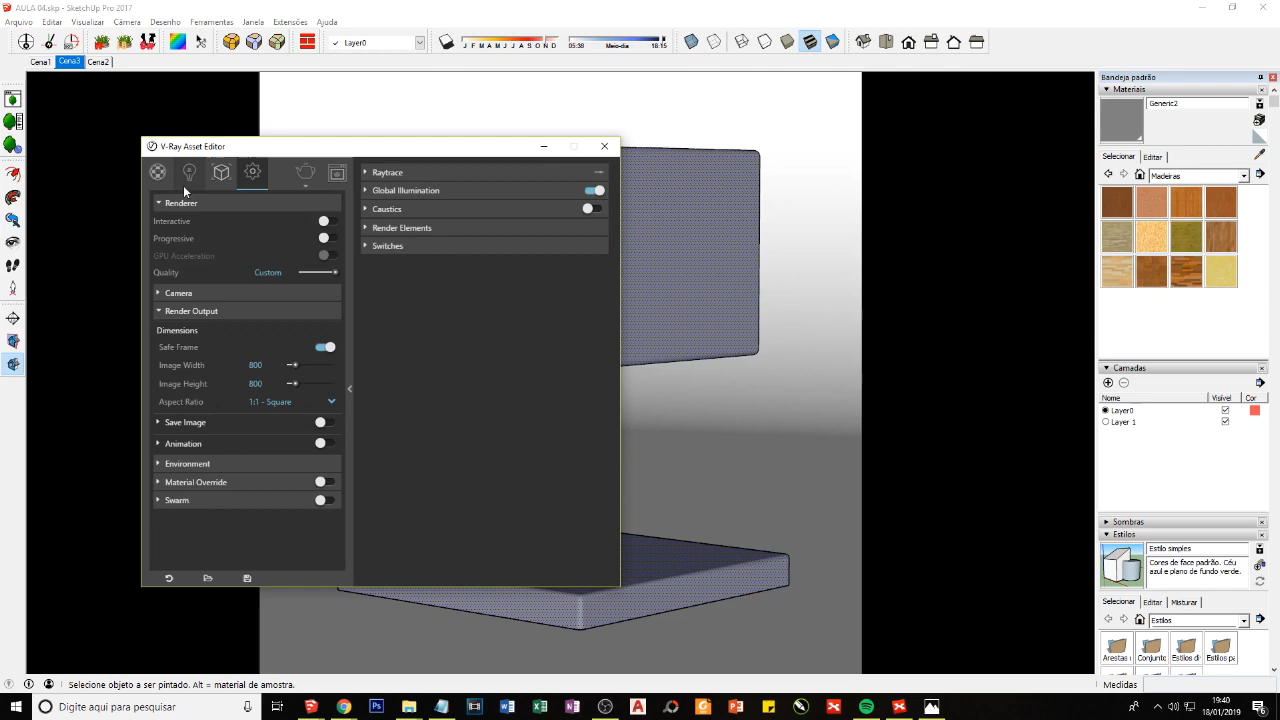 AULA 04.skp - SketchUp Pro 2017
Arquivo Editar Visualizar Câmera Desenho Ferramentas Janela Extensões Ajuda
Layer0
J F M A M J J A S O N D
05:38 Meio-dia 18:15
Cena1 Cena3 Cena2
V-Ray Asset Editor
Renderer
Interactive
Progressive
GPU Acceleration
Quality Custom
Camera
Render Output
Dimensions
Safe Frame
Image Width 800
Image Height 800
Aspect Ratio 1:1 - Square
Save Image
Animation
Environment
Material Override
Swarm
Raytrace
Global Illumination
Caustics
Render Elements
Switches
Bandeja padrão
Materiais
Generic2
Selecionar Editar
Madeiras
Camadas
Nome Visível Cor
Layer0
Layer 1
Sombras
Estilos
Estilo simples
Cores de face padrão. Céu
azul e plano de fundo verde.
Selecionar Editar Misturar
Estilos
Arestas r Conjunto Estilos di Estilos pa
Selecione objeto a ser pintado. Alt = material de amostra.
Medidas
Digite aqui para pesquisar
19:40
18/01/2019